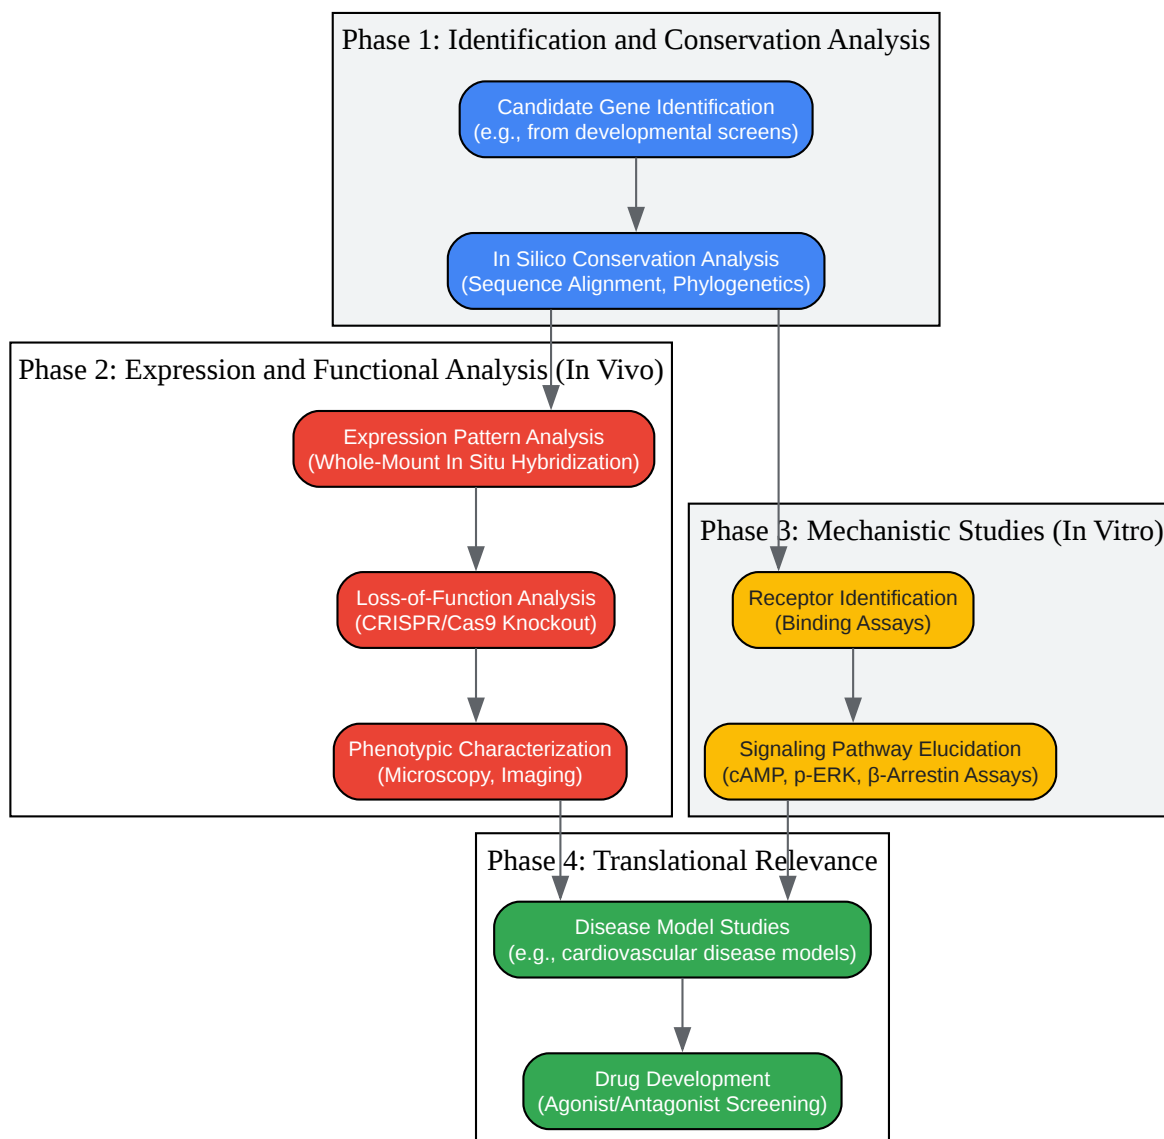 Phase 1: Identification and Conservation Analysis
Candidate Gene Identification
(e.g., from developmental screens)
In Silico Conservation Analysis
(Sequence Alignment, Phylogenetics)
Phase 2: Expression and Functional Analysis (In Vivo)
Expression Pattern Analysis
(Whole-Mount In Situ Hybridization)
Loss-of-Function Analysis
(CRISPR/Cas9 Knockout)
Phenotypic Characterization
(Microscopy, Imaging)
Phase 3: Mechanistic Studies (In Vitro)
Receptor Identification
(Binding Assays)
Signaling Pathway Elucidation
(cAMP, p-ERK, β-Arrestin Assays)
Phase 4: Translational Relevance
Disease Model Studies
(e.g., cardiovascular disease models)
Drug Development
(Agonist/Antagonist Screening)